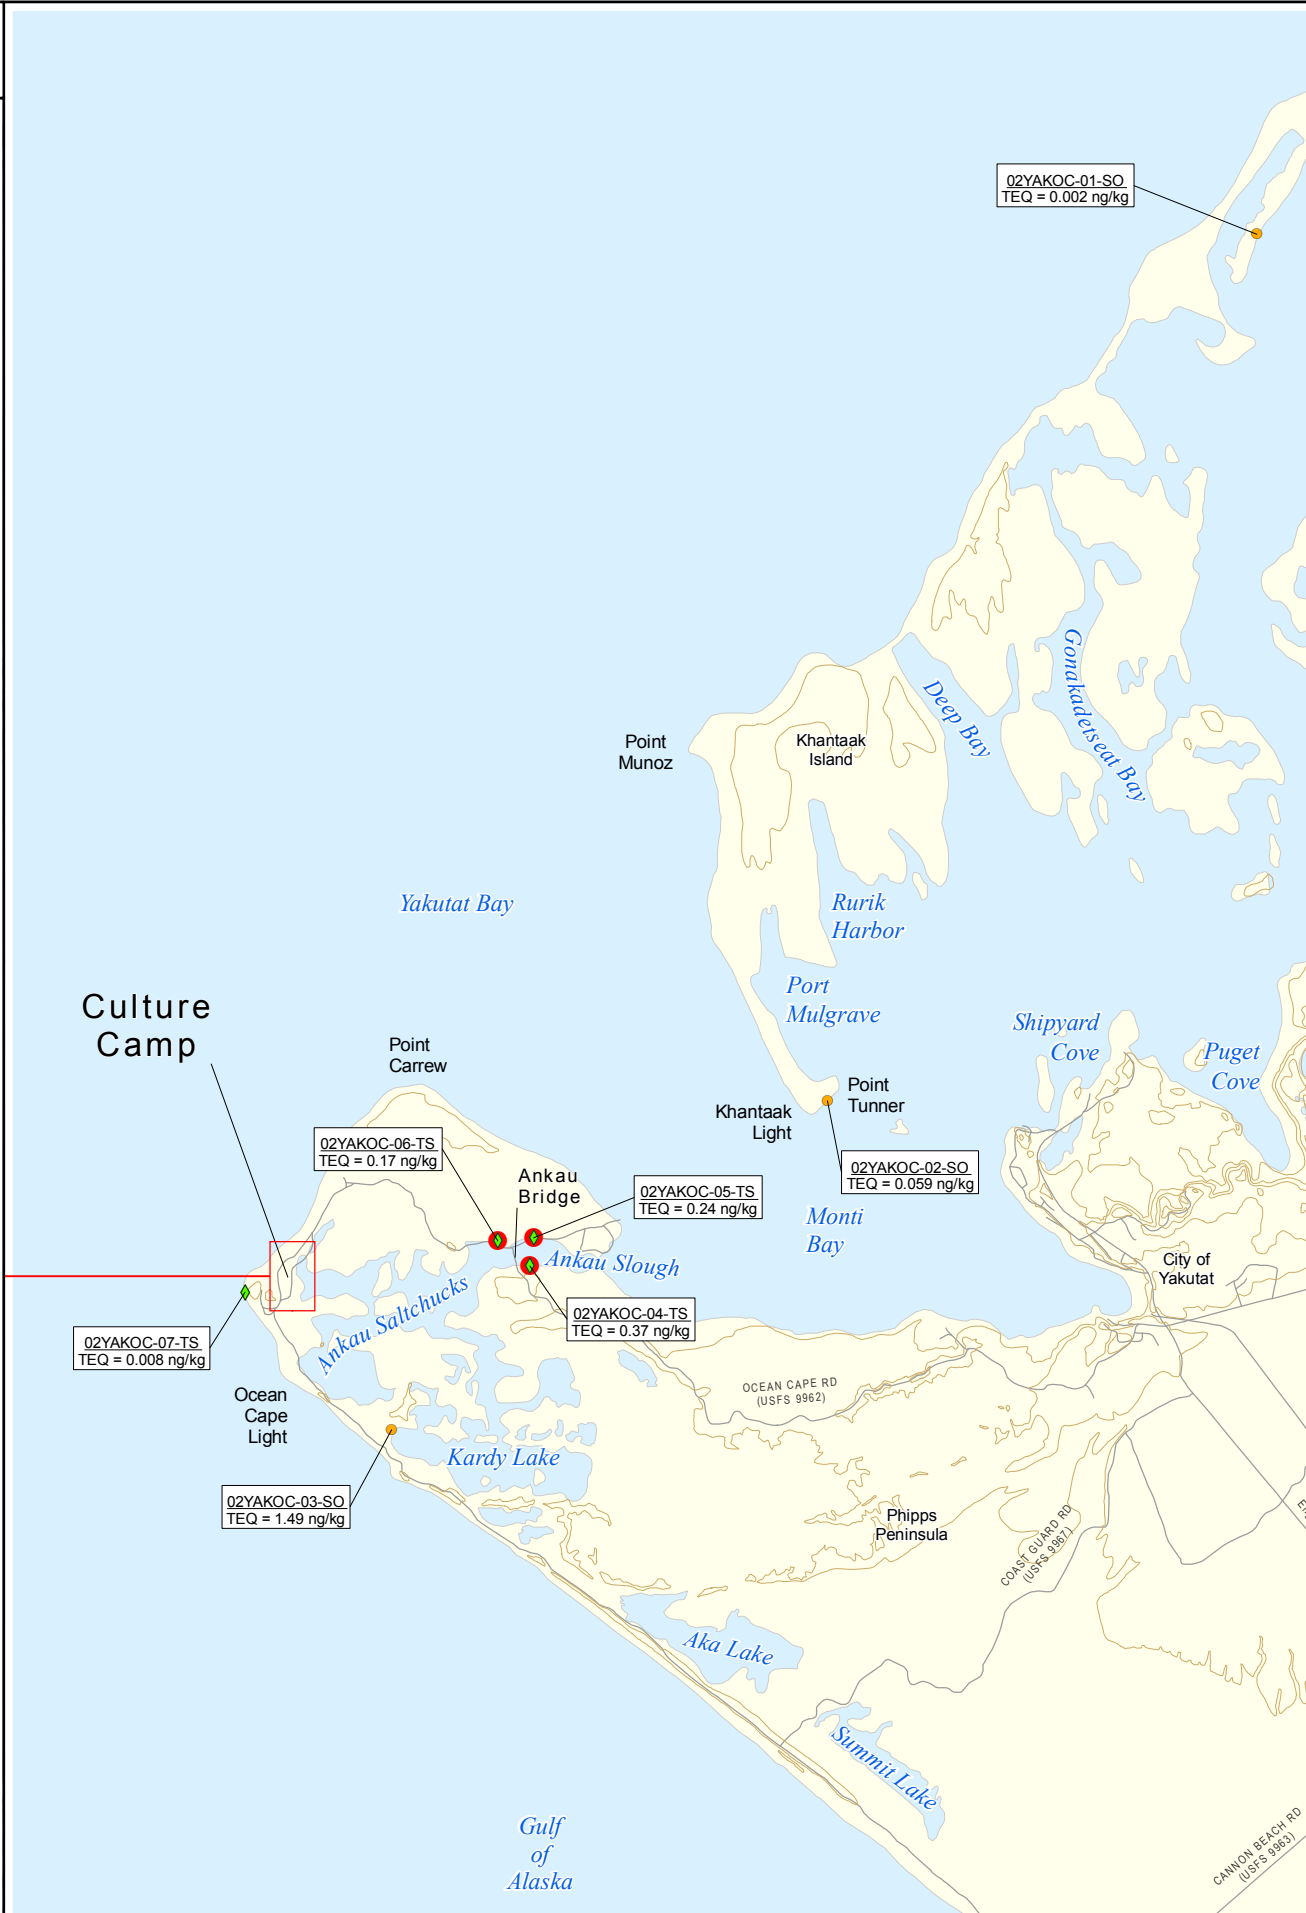 02YAKOC-01-SO
TEQ = 0.002 ng/kg
Point
Munoz
Khantaak
Island
Deep Bay
Gonakadetseat Bay
Yakutat Bay
Rurik
Harbor
Port
Mulgrave
Culture
Camp
Point
Carrew
Shipyard
Cove
Puget
Cove
Khantaak
Light
Point
Tunner
02YAKOC-06-TS
TEQ = 0.17 ng/kg
Ankau
Bridge
02YAKOC-05-TS
TEQ = 0.24 ng/kg
02YAKOC-02-SO
TEQ = 0.059 ng/kg
Monti
Bay
Ankau Slough
City of
Yakutat
Ankau Saltchucks
02YAKOC-04-TS
TEQ = 0.37 ng/kg
02YAKOC-07-TS
TEQ = 0.008 ng/kg
Ocean
Cape
Light
OCEAN CAPE RD
(USFS 9962)
Kardy Lake
02YAKOC-03-SO
TEQ = 1.49 ng/kg
Phipps
Peninsula
COAST GUARD RD
(USFS 9967)
Aka Lake
Summit Lake
Gulf
of
Alaska
CANNON BEACH RD
(USFS 9963)